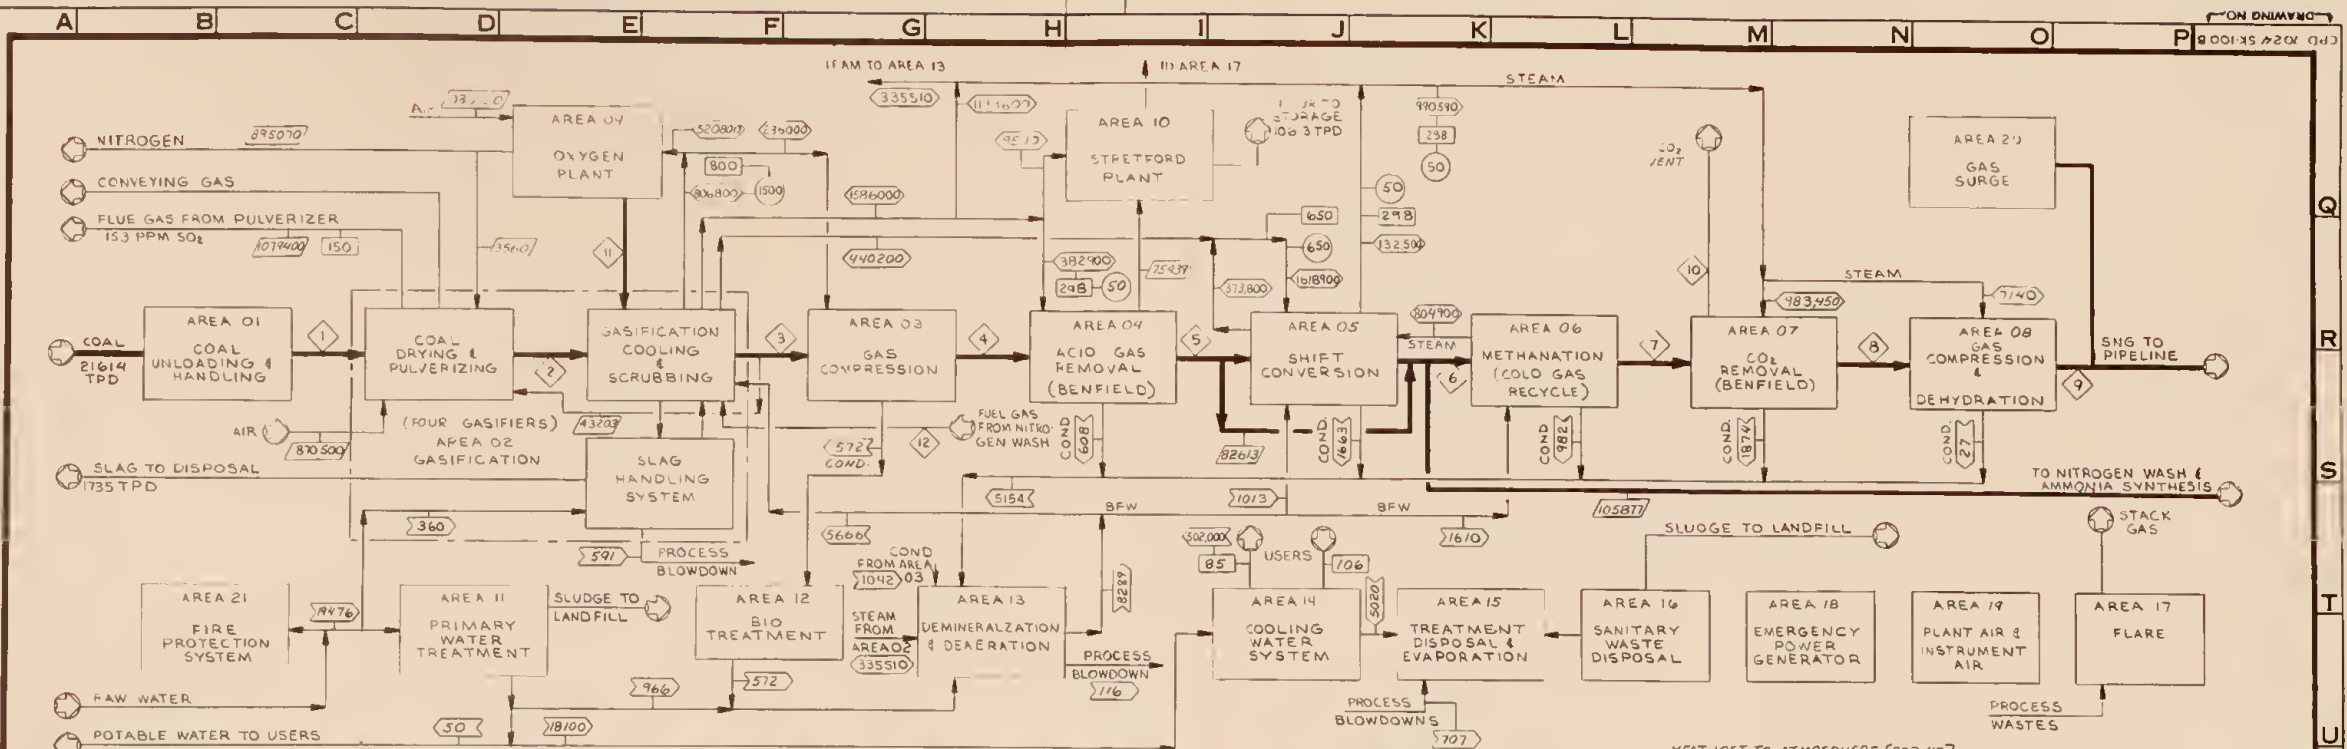 A B C D E F G H I J K L M N O P
DRAWING NO
CPD 7024 SK-100 B
Q
R
S
T
U
TO AREA 13
335510
AREA 17
STEAM
990590
298
50
AREA
OXYGEN
PLANT
NITROGEN
895070
CONVEYING GAS
FLUE GAS FROM PULVERIZER
153 PPM SO2
1079400
150
3560
11
520800
800
806800
1500
1586000
440200
AREA 10
STRETFORD
PLANT
STORAGE
106.3 TPD
382900
298
50
75439
650
650
1618900
373,800
50
298
132,500
CO2
VENT
10
STEAM
983,450
7140
AREA
GAS
SURGE
COAL
21614
TPD
AREA 01
COAL
UNLOADING &
HANDLING
1
COAL
DRYING &
PULVERIZING
2
GASIFICATION
COOLING
&
SCRUBBING
3
AREA 03
GAS
COMPRESSION
4
AREA 04
ACID GAS
REMOVAL
(BENFIELD)
5
AREA 05
SHIFT
CONVERSION
804900
STEAM
6
AREA 06
METHANATION
(COLD GAS
RECYCLE)
7
AREA 07
CO2
REMOVAL
(BENFIELD)
8
AREA 08
GAS
COMPRESSION
&
DEHYDRATION
SNG TO
PIPELINE
9
AIR
870500
(FOUR GASIFIERS)
AREA 02
GASIFICATION
43203
572
COND.
12
FUEL GAS
FROM NITRO-
GEN WASH
COND
608
82613
COND.
1663
COND
982
COND.
1874
COND.
27
SLAG TO DISPOSAL
1735 TPD
SLAG
HANDLING
SYSTEM
TO NITROGEN WASH &
AMMONIA SYNTHESIS
5154
1013
105877
360
BFW
BFW
5666
1610
591
PROCESS
BLOWDOWN
COND
FROM AREA
03
1042
8289
502,000
85
USERS
106
5020
SLUDGE TO LANDFILL
STACK
GAS
AREA 21
FIRE
PROTECTION
SYSTEM
19476
AREA 11
PRIMARY
WATER
TREATMENT
SLUDGE TO
LANDFILL
AREA 12
BIO
TREATMENT
STEAM
FROM
AREA 02
335510
AREA 13
DEMINERALZATION
& DEAERATION
PROCESS
BLOWDOWN
116
AREA 14
COOLING
WATER
SYSTEM
AREA 15
TREATMENT
DISPOSAL &
EVAPORATION
AREA 16
SANITARY
WASTE
DISPOSAL
AREA 18
EMERGENCY
POWER
GENERATOR
AREA 19
PLANT AIR &
INSTRUMENT
AIR
AREA 17
FLARE
RAW WATER
966
572
PROCESS
BLOWDOWNS
707
PROCESS
WASTES
POTABLE WATER TO USERS
50
18100